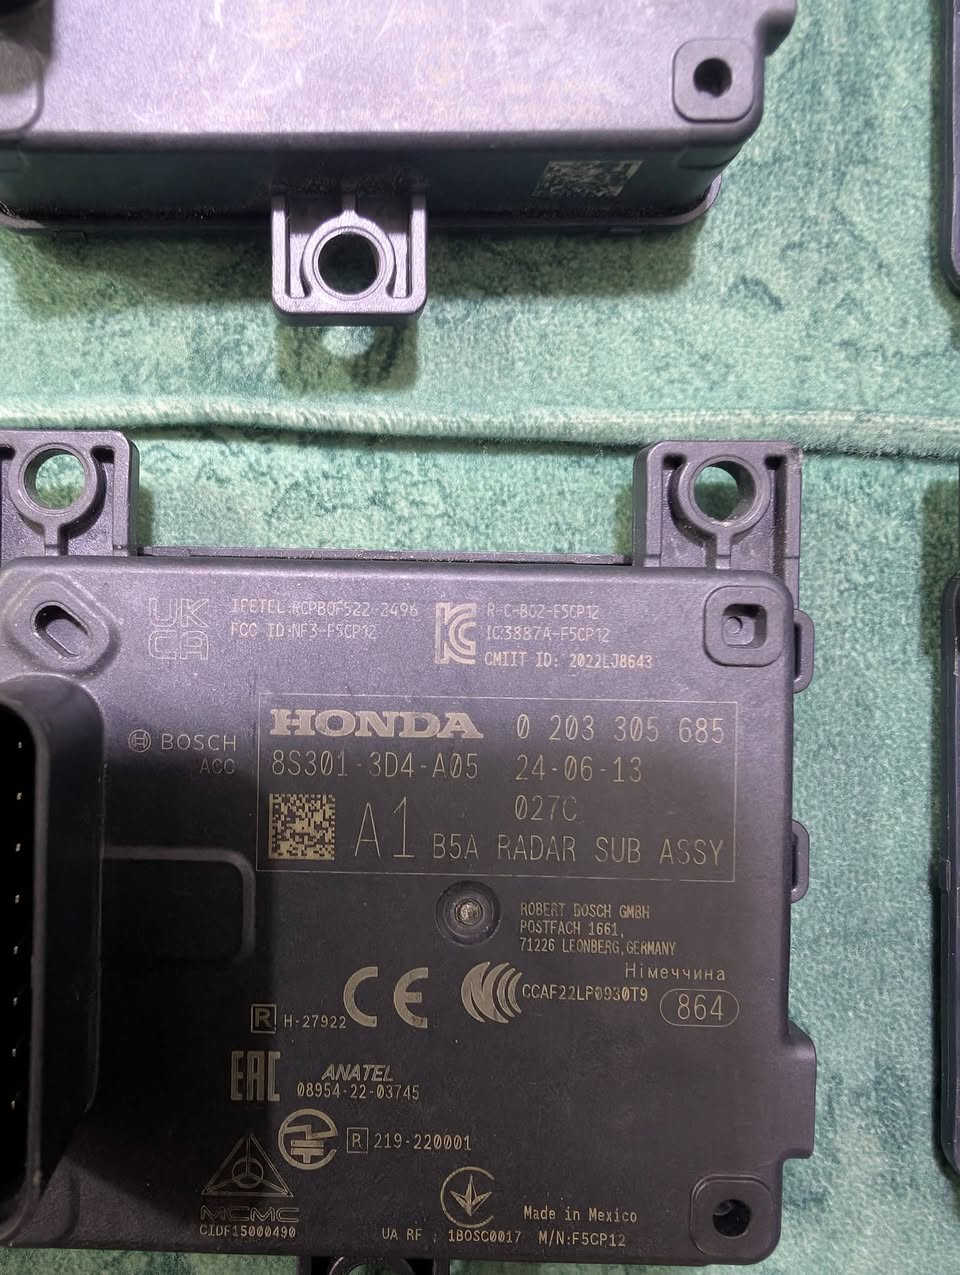 UK
CA
IFETEL:RCPBOF522-2496
FCC ID:NF3-F5CP12
R-C-BO2-F5CP12
IC:3887A-F5CP12
CMIIT ID: 2022LJ8643
BOSCH
ACC
HONDA 0 203 305 685
8S301-3D4-A05 24-06-13
027C
A1 B5A RADAR SUB ASSY
ROBERT BOSCH GMBH
POSTFACH 1661,
71226 LEONBERG,GERMANY
Німеччина
CE
CCAF22LP0930T9
864
R H-27922
EAC
ANATEL
08954-22-03745
R 219-220001
MCMC
CIDF15000490
UA RF : 1BOSC0017 M/N:F5CP12
Made in Mexico